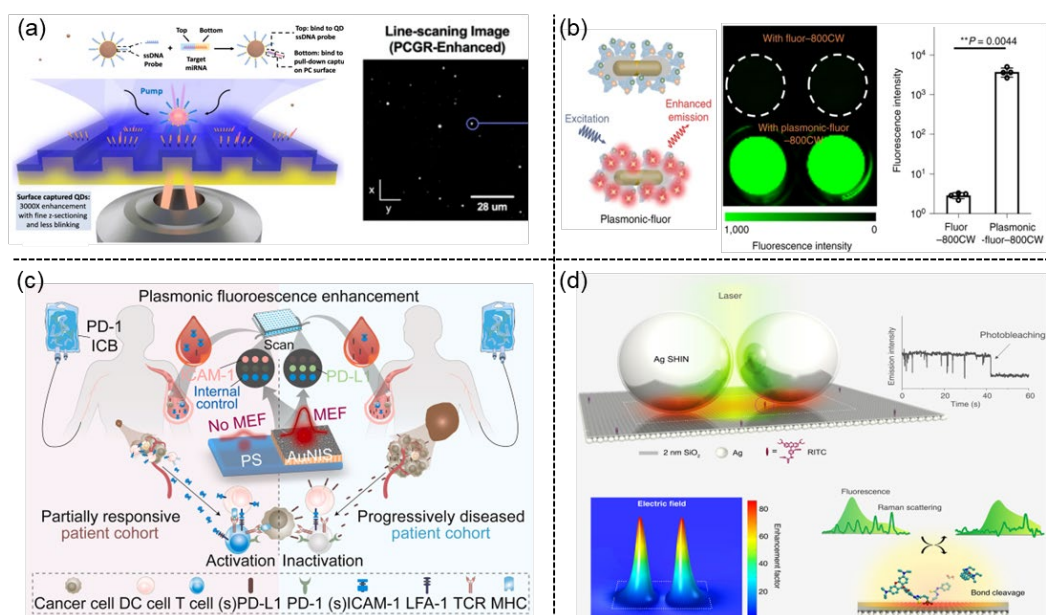 (a)
Top Bottom
ssDNA
Probe
Target
miRNA
Top: bind to QD
ssDNA probe
Bottom: bind to
pull-down captu
on PC surface
Pump
Surface captured QDs:
3000X enhancement
with fine z-sectioning
and less blinking
Line-scaning Image
(PCGR-Enhanced)
x
y
28 um
(b)
Excitation
Enhanced
emission
Plasmonic-fluor
With fluor–800CW
With plasmonic-fluor
–800CW
1,000
0
Fluorescence intensity
**P = 0.0044
Fluorescence intensity
10⁴
10³
10²
10¹
10⁰
Fluor
–800CW
Plasmonic
-fluor–800CW
(c)
Plasmonic fluoroescence enhancement
PD-1
ICB
Scan
CAM-1
Internal
control
PD-L1
No MEF
MEF
PS
AuNIS
Partially responsive
patient cohort
Progressively diseased
patient cohort
Activation
Inactivation
Cancer cell DC cell T cell (s)PD-L1 PD-1 (s)ICAM-1 LFA-1 TCR MHC
(d)
Laser
Ag SHIN
2 nm SiO₂
Ag
= RITC
Emission intensity
Photobleaching
0 20 40 60
Time (s)
Electric field
80
60
40
20
Enhancement
factor
Fluorescence
Raman scattering
Bond cleavage